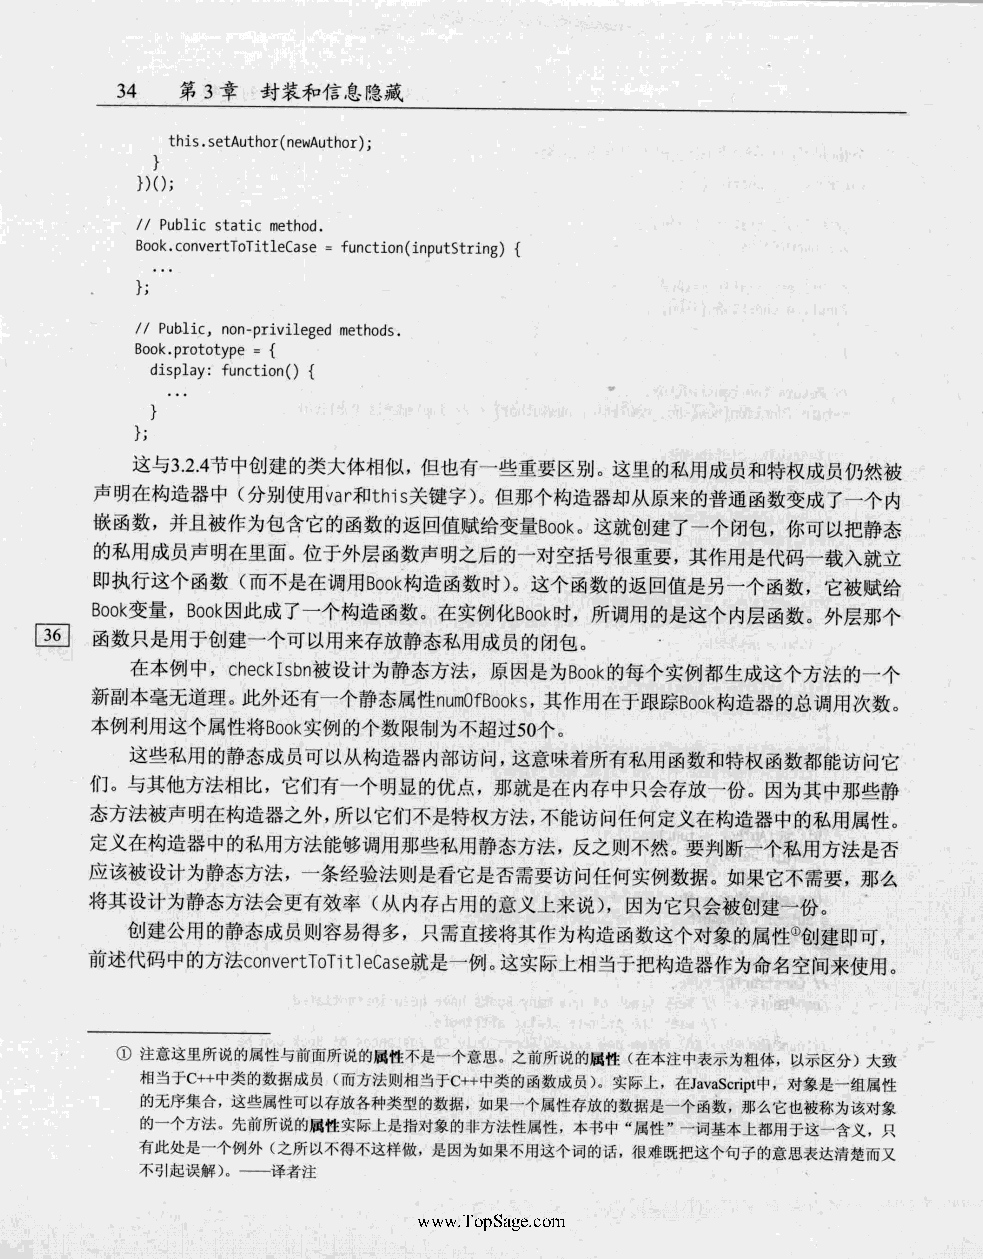 34 第3章 封装和信息隐藏
this.setAuthor(newAuthor);
}
})();
// Public static method.
Book.convertToTitleCase = function(inputString) {
...
};
// Public, non-privileged methods.
Book.prototype = {
display: function() {
...
}
};
这与3.2.4节中创建的类大体相似，但也有一些重要区别。这里的私用成员和特权成员仍然被
声明在构造器中（分别使用var和this关键字）。但那个构造器却从原来的普通函数变成了一个内
嵌函数，并且被作为包含它的函数的返回值赋给变量Book。这就创建了一个闭包，你可以把静态
的私用成员声明在里面。位于外层函数声明之后的一对空括号很重要，其作用是代码一载入就立
即执行这个函数（而不是在调用Book构造函数时）。这个函数的返回值是另一个函数，它被赋给
Book变量，Book因此成了一个构造函数。在实例化Book时，所调用的是这个内层函数。外层那个
36 函数只是用于创建一个可以用来存放静态私用成员的闭包。
在本例中，checkIsbn被设计为静态方法，原因是为Book的每个实例都生成这个方法的一个
新副本毫无道理。此外还有一个静态属性numOfBooks，其作用在于跟踪Book构造器的总调用次数。
本例利用这个属性将Book实例的个数限制为不超过50个。
这些私用的静态成员可以从构造器内部访问，这意味着所有私用函数和特权函数都能访问它
们。与其他方法相比，它们有一个明显的优点，那就是在内存中只会存放一份。因为其中那些静
态方法被声明在构造器之外，所以它们不是特权方法，不能访问任何定义在构造器中的私用属性。
定义在构造器中的私用方法能够调用那些私用静态方法，反之则不然。要判断一个私用方法是否
应该被设计为静态方法，一条经验法则是看它是否需要访问任何实例数据。如果它不需要，那么
将其设计为静态方法会更有效率（从内存占用的意义上来说），因为它只会被创建一份。
创建公用的静态成员则容易得多，只需直接将其作为构造函数这个对象的属性①创建即可，
前述代码中的方法convertToTitleCase就是一例。这实际上相当于把构造器作为命名空间来使用。
① 注意这里所说的属性与前面所说的属性不是一个意思。之前所说的属性（在本注中表示为粗体，以示区分）大致
相当于C++中类的数据成员（而方法则相当于C++中类的函数成员）。实际上，在JavaScript中，对象是一组属性
的无序集合，这些属性可以存放各种类型的数据，如果一个属性存放的数据是一个函数，那么它也被称为该对象
的一个方法。先前所说的属性实际上是指对象的非方法性属性，本书中“属性”一词基本上都用于这一含义，只
有此处是一个例外（之所以不得不这样做，是因为如果不用这个词的话，很难既把这个句子的意思表达清楚而又
不引起误解）。——译者注
www.TopSage.com